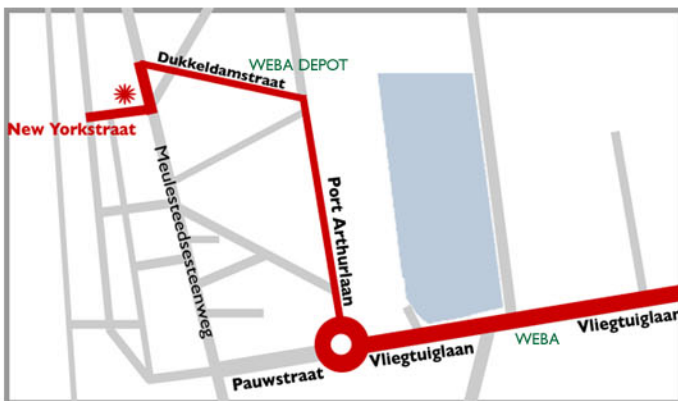 Dukkeldamstraat
WEBA DEPOT
New Yorkstraat
Meulesteedsesteenweg
Port Arthurlaan
Pauwstraat
Vliegtuiglaan
WEBA
Vliegtuiglaan